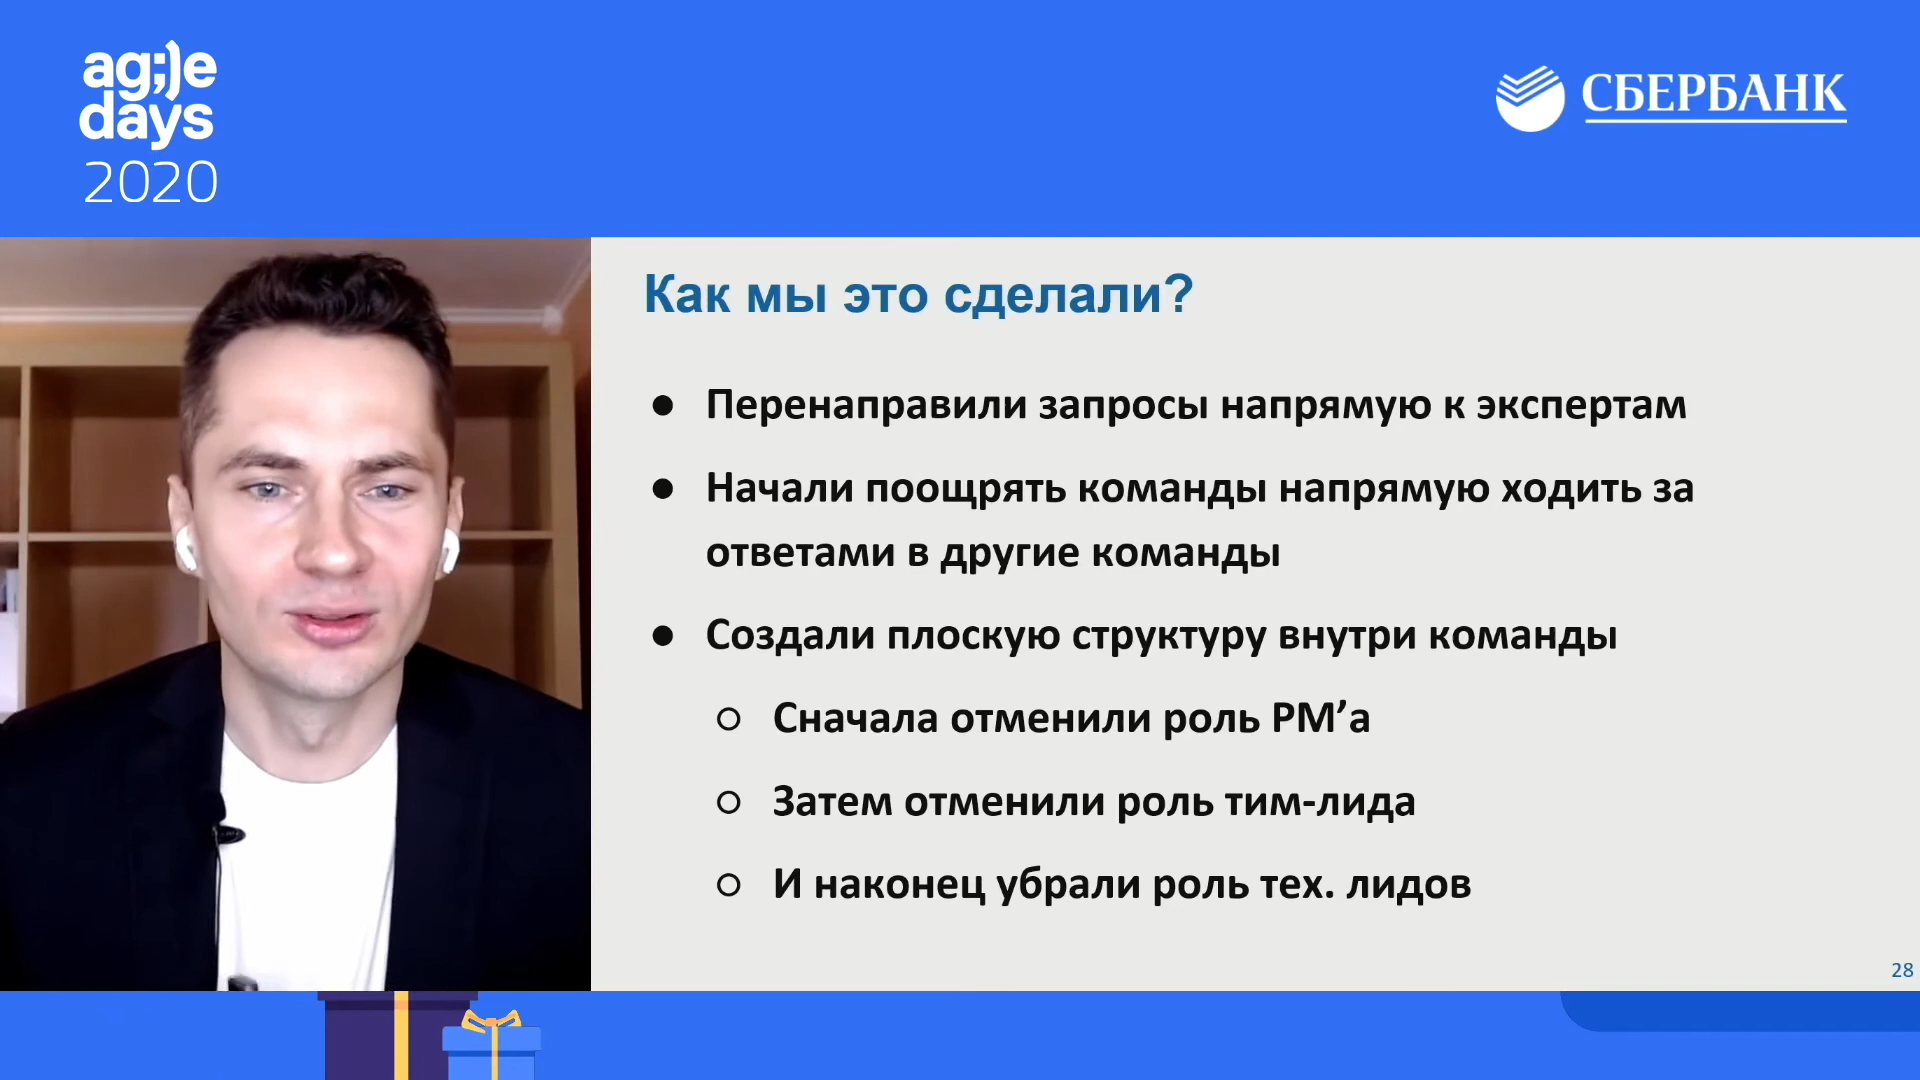 ag;)e
days
2020
СБЕРБАНК
Как мы это сделали?
● Перенаправили запросы напрямую к экспертам
● Начали поощрять команды напрямую ходить за
ответами в другие команды
● Создали плоскую структуру внутри команды
○ Сначала отменили роль PM’а
○ Затем отменили роль тим-лида
○ И наконец убрали роль тех. лидов
28